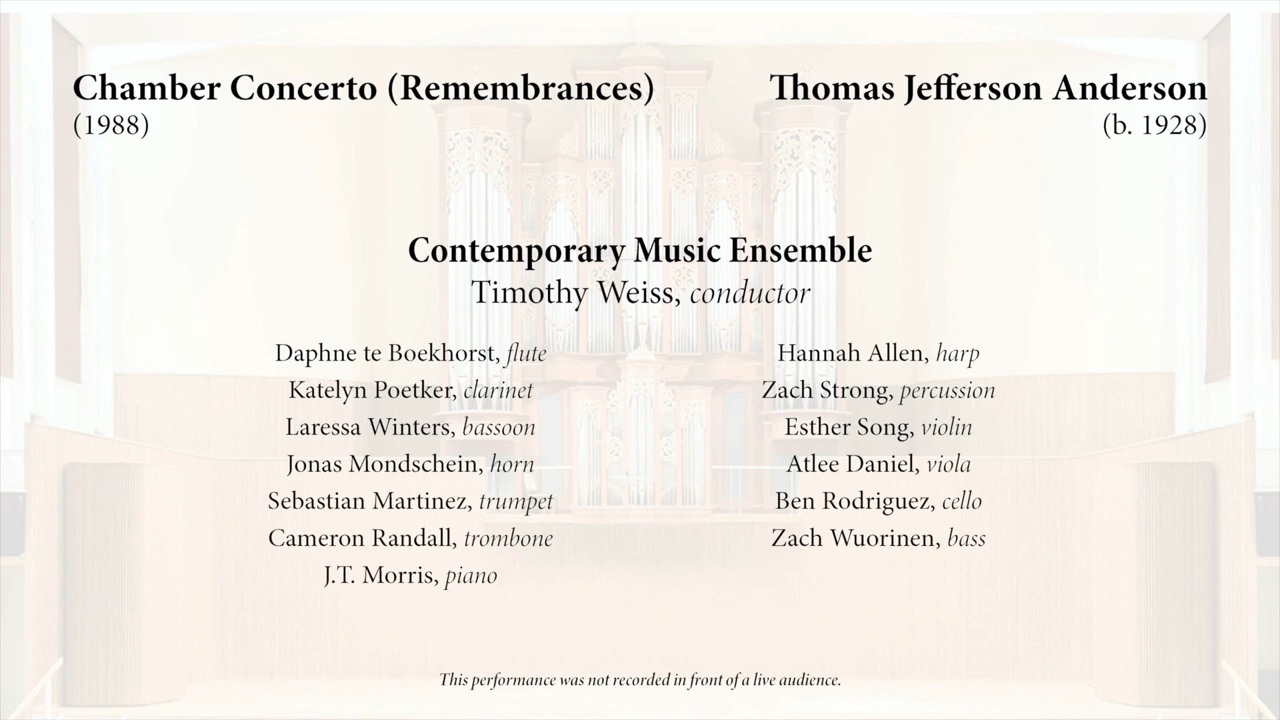 Chamber Concerto (Remembrances)
(1988)
Thomas Jefferson Anderson
(b. 1928)
Contemporary Music Ensemble
Timothy Weiss, conductor
Daphne te Boekhorst, flute
Katelyn Poetker, clarinet
Laressa Winters, bassoon
Jonas Mondschein, horn
Sebastian Martinez, trumpet
Cameron Randall, trombone
J.T. Morris, piano
Hannah Allen, harp
Zach Strong, percussion
Esther Song, violin
Atlee Daniel, viola
Ben Rodriguez, cello
Zach Wuorinen, bass
This performance was not recorded in front of a live audience.